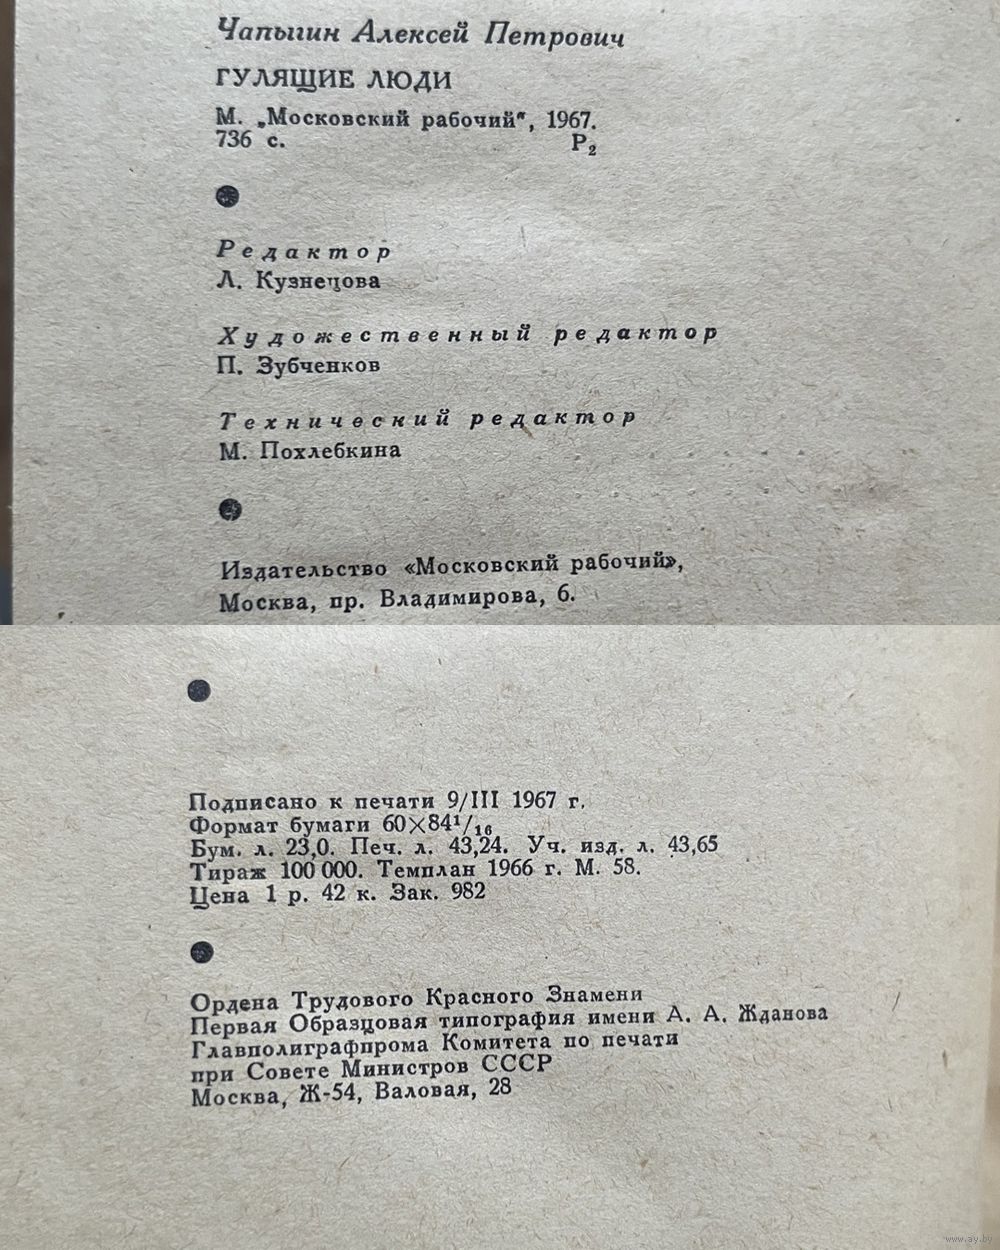 Чапыгин Алексей Петрович
ГУЛЯЩИЕ ЛЮДИ
М. „Московский рабочий", 1967.
736 с. Р₂
Редактор
Л. Кузнецова
Художественный редактор
П. Зубченков
Технический редактор
М. Похлебкина
Издательство «Московский рабочий»,
Москва, пр. Владимирова, 6.
Подписано к печати 9/III 1967 г.
Формат бумаги 60×84¹/₁₆
Бум. л. 23,0. Печ. л. 43,24. Уч. изд. л. 43,65
Тираж 100 000. Темплан 1966 г. М. 58.
Цена 1 р. 42 к. Зак. 982
Ордена Трудового Красного Знамени
Первая Образцовая типография имени А. А. Жданова
Главполиграфпрома Комитета по печати
при Совете Министров СССР
Москва, Ж-54, Валовая, 28
www.ay.by